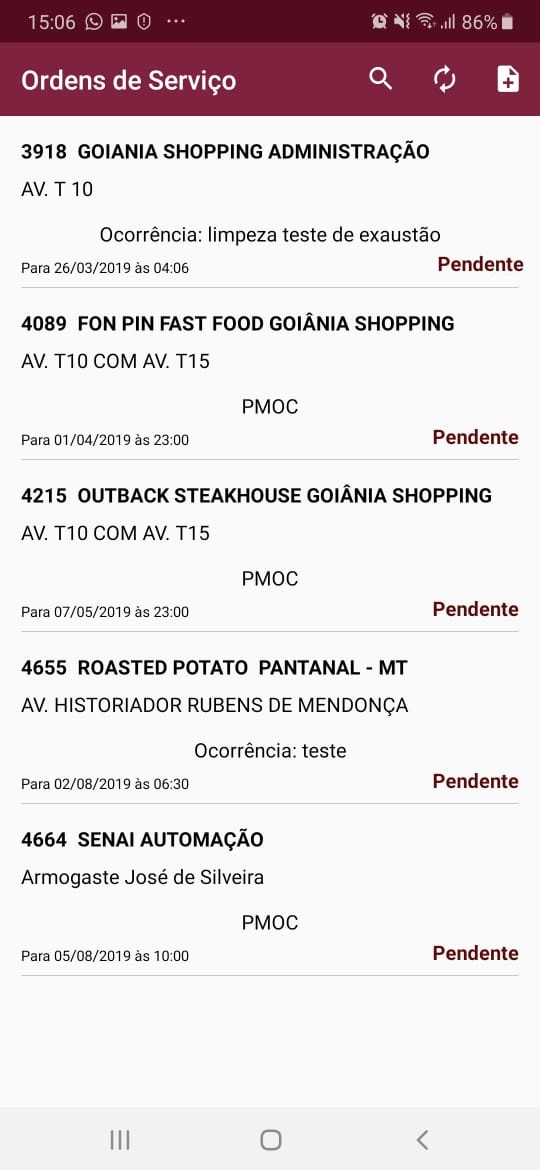 15:06 86%
Ordens de Serviço
3918 GOIANIA SHOPPING ADMINISTRAÇÃO
AV. T 10
Ocorrência: limpeza teste de exaustão
Para 26/03/2019 às 04:06 Pendente
4089 FON PIN FAST FOOD GOIÂNIA SHOPPING
AV. T10 COM AV. T15
PMOC
Para 01/04/2019 às 23:00 Pendente
4215 OUTBACK STEAKHOUSE GOIÂNIA SHOPPING
AV. T10 COM AV. T15
PMOC
Para 07/05/2019 às 23:00 Pendente
4655 ROASTED POTATO PANTANAL - MT
AV. HISTORIADOR RUBENS DE MENDONÇA
Ocorrência: teste
Para 02/08/2019 às 06:30 Pendente
4664 SENAI AUTOMAÇÃO
Armogaste José de Silveira
PMOC
Para 05/08/2019 às 10:00 Pendente